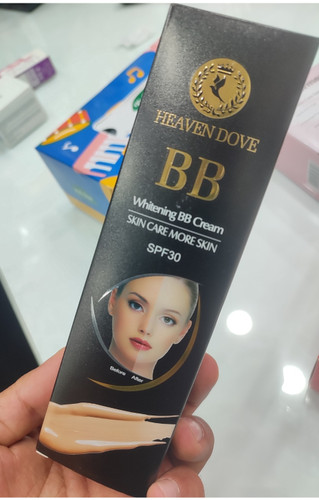 HEAVEN DOVE
BB
Whitening BB Cream
SKIN CARE MORE SKIN
SPF30
Before After